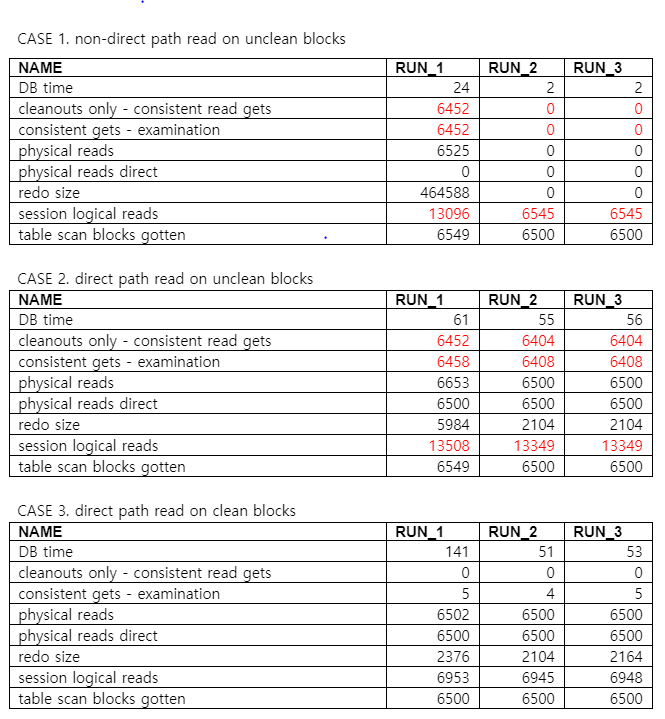 CASE 1. non-direct path read on unclean blocks
NAME RUN_1 RUN_2 RUN_3
DB time 24 2 2
cleanouts only - consistent read gets 6452 0 0
consistent gets - examination 6452 0 0
physical reads 6525 0 0
physical reads direct 0 0 0
redo size 464588 0 0
session logical reads 13096 6545 6545
table scan blocks gotten 6549 6500 6500
CASE 2. direct path read on unclean blocks
NAME RUN_1 RUN_2 RUN_3
DB time 61 55 56
cleanouts only - consistent read gets 6452 6404 6404
consistent gets - examination 6458 6408 6408
physical reads 6653 6500 6500
physical reads direct 6500 6500 6500
redo size 5984 2104 2104
session logical reads 13508 13349 13349
table scan blocks gotten 6549 6500 6500
CASE 3. direct path read on clean blocks
NAME RUN_1 RUN_2 RUN_3
DB time 141 51 53
cleanouts only - consistent read gets 0 0 0
consistent gets - examination 5 4 5
physical reads 6502 6500 6500
physical reads direct 6500 6500 6500
redo size 2376 2104 2164
session logical reads 6953 6945 6948
table scan blocks gotten 6500 6500 6500